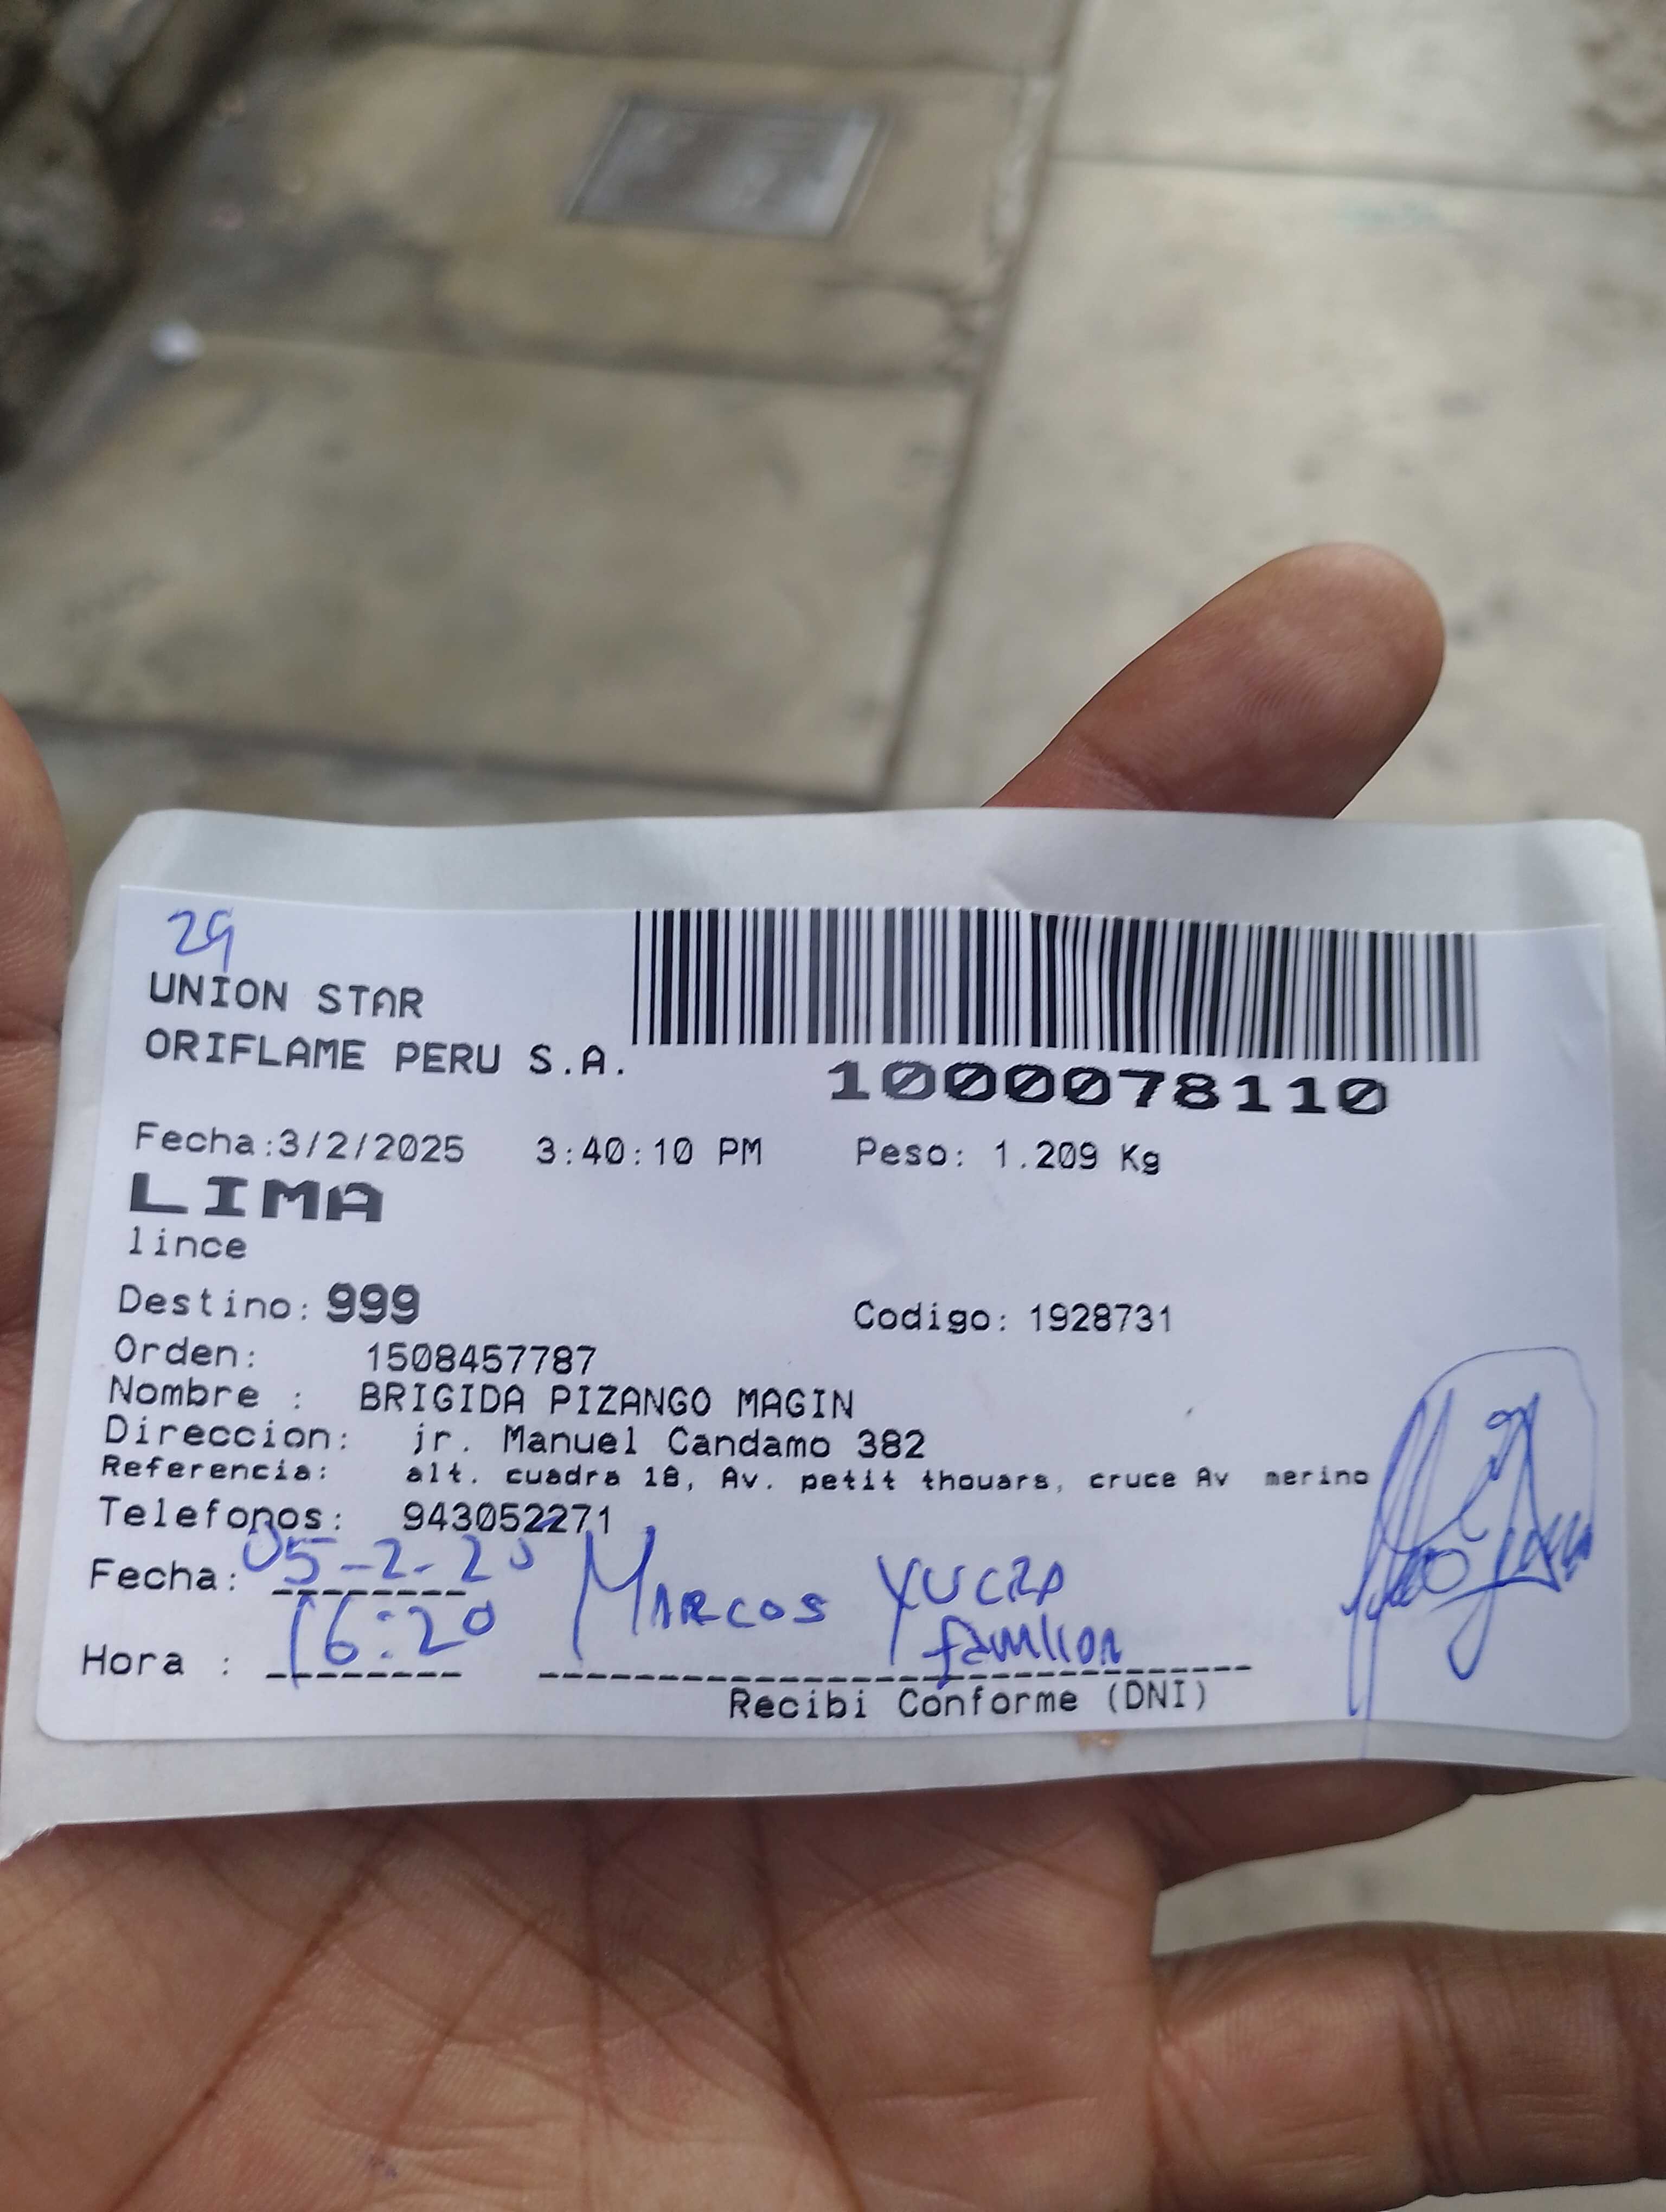 29
UNION STAR
ORIFLAME PERU S.A.
1000078110
Fecha:3/2/2025 3:40:10 PM Peso: 1.209 Kg
LIMA
lince
Destino: 999 Codigo: 1928731
Orden: 1508457787
Nombre : BRIGIDA PIZANGO MAGIN
Direccion: jr. Manuel Candamo 382
Referencia: alt. cuadra 18, Av. petit thouars, cruce Av merino
Telefonos: 943052271
Fecha: 05-2-20 MARCOS
Hora : 16:20
Recibi Conforme (DNI)